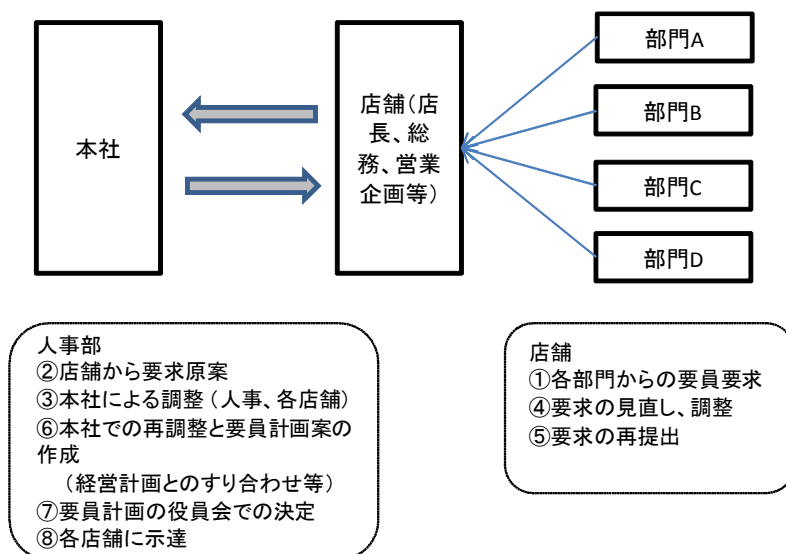 本社
店舗(店
長、総
務、営業
企画等)
部門A
部門B
部門C
部門D
人事部
②店舗から要求原案
③本社による調整(人事、各店舗)
⑥本社での再調整と要員計画案の
作成
(経営計画とのすり合わせ等)
⑦要員計画の役員会での決定
⑧各店舗に示達
店舗
①各部門からの要員要求
④要求の見直し、調整
⑤要求の再提出